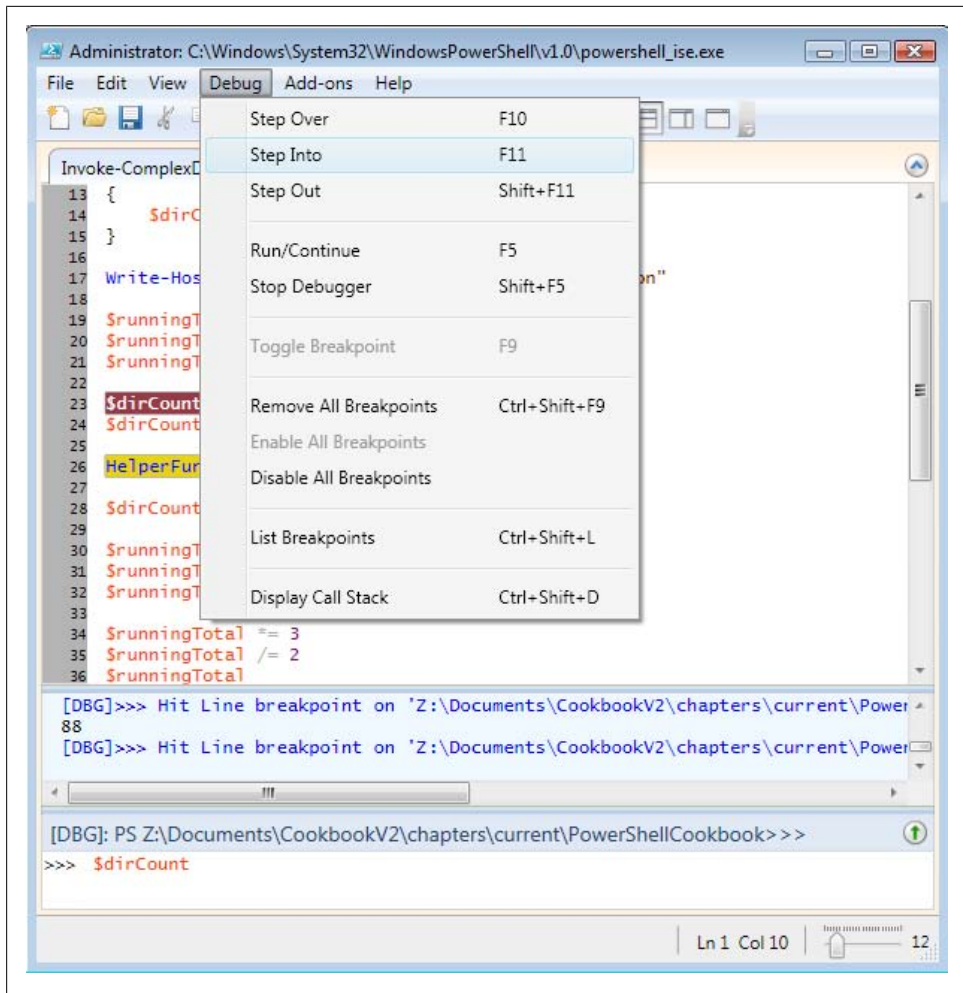 Administrator: C:\Windows\System32\WindowsPowerShell\v1.0\powershell_ise.exe
File Edit View Debug Add-ons Help
Step Over F10
Step Into F11
Step Out Shift+F11
Run/Continue F5
Stop Debugger Shift+F5
Toggle Breakpoint F9
Remove All Breakpoints Ctrl+Shift+F9
Enable All Breakpoints
Disable All Breakpoints
List Breakpoints Ctrl+Shift+L
Display Call Stack Ctrl+Shift+D
Invoke-ComplexD
13 {
14 $dirC
15 }
16
17 Write-Hos on"
18
19 $runningT
20 $runningT
21 $runningT
22
23 $dirCount
24 $dirCount
25
26 HelperFun
27
28 $dirCount
29
30 $runningT
31 $runningT
32 $runningT
33
34 $runningTotal *= 3
35 $runningTotal /= 2
36 $runningTotal
[DBG]>>> Hit Line breakpoint on 'Z:\Documents\CookbookV2\chapters\current\Power
88
[DBG]>>> Hit Line breakpoint on 'Z:\Documents\CookbookV2\chapters\current\Power
[DBG]: PS Z:\Documents\CookbookV2\chapters\current\PowerShellCookbook>>>
>>> $dirCount
Ln 1 Col 10 12